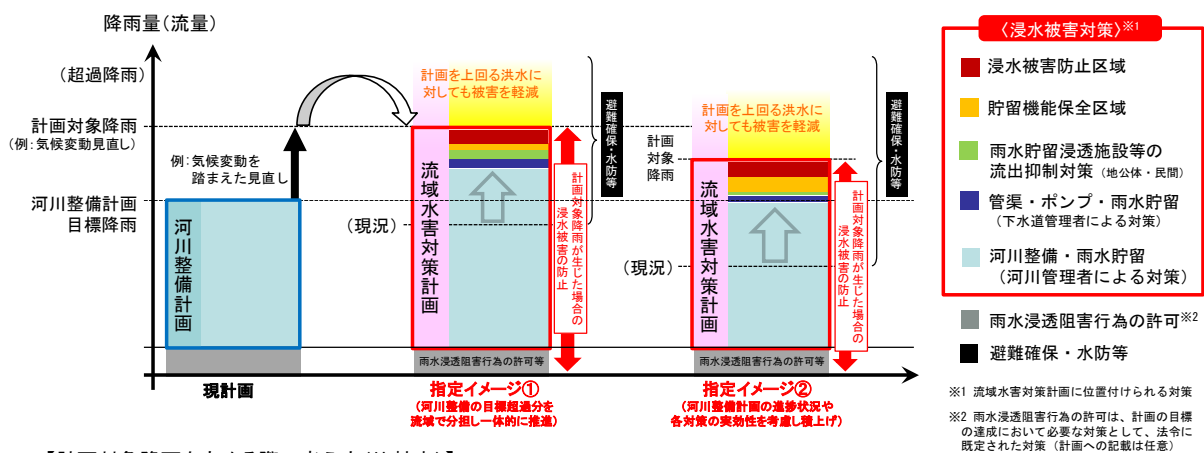 降雨量(流量)
(超過降雨)
計画対象降雨
(例:気候変動見直し)
河川整備計画
目標降雨
例:気候変動を
踏まえた見直し
河川整備計画
現計画
計画を上回る洪水に
対しても被害を軽減
避難確保・水防等
流域水害対策計画
(現況)
計画対象降雨が生じた場合の
浸水被害の防止
雨水浸透阻害行為の許可等
指定イメージ①
(河川整備の目標超過分を
流域で分担し一体的に推進)
計画を上回る洪水に
対しても被害を軽減
計画
対象
降雨
避難確保・水防等
流域水害対策計画
(現況)
計画対象降雨が生じた場合の
浸水被害の防止
雨水浸透阻害行為の許可等
指定イメージ②
(河川整備計画の進捗状況や
各対策の実効性を考慮し積上げ)
〈浸水被害対策〉※1
浸水被害防止区域
貯留機能保全区域
雨水貯留浸透施設等の
流出抑制対策(地公体・民間)
管渠・ポンプ・雨水貯留
(下水道管理者による対策)
河川整備・雨水貯留
(河川管理者による対策)
雨水浸透阻害行為の許可※2
避難確保・水防等
※1 流域水害対策計画に位置付けられる対策
※2 雨水浸透阻害行為の許可は、計画の目標
の達成において必要な対策として、法令に
既定された対策(計画への記載は任意)